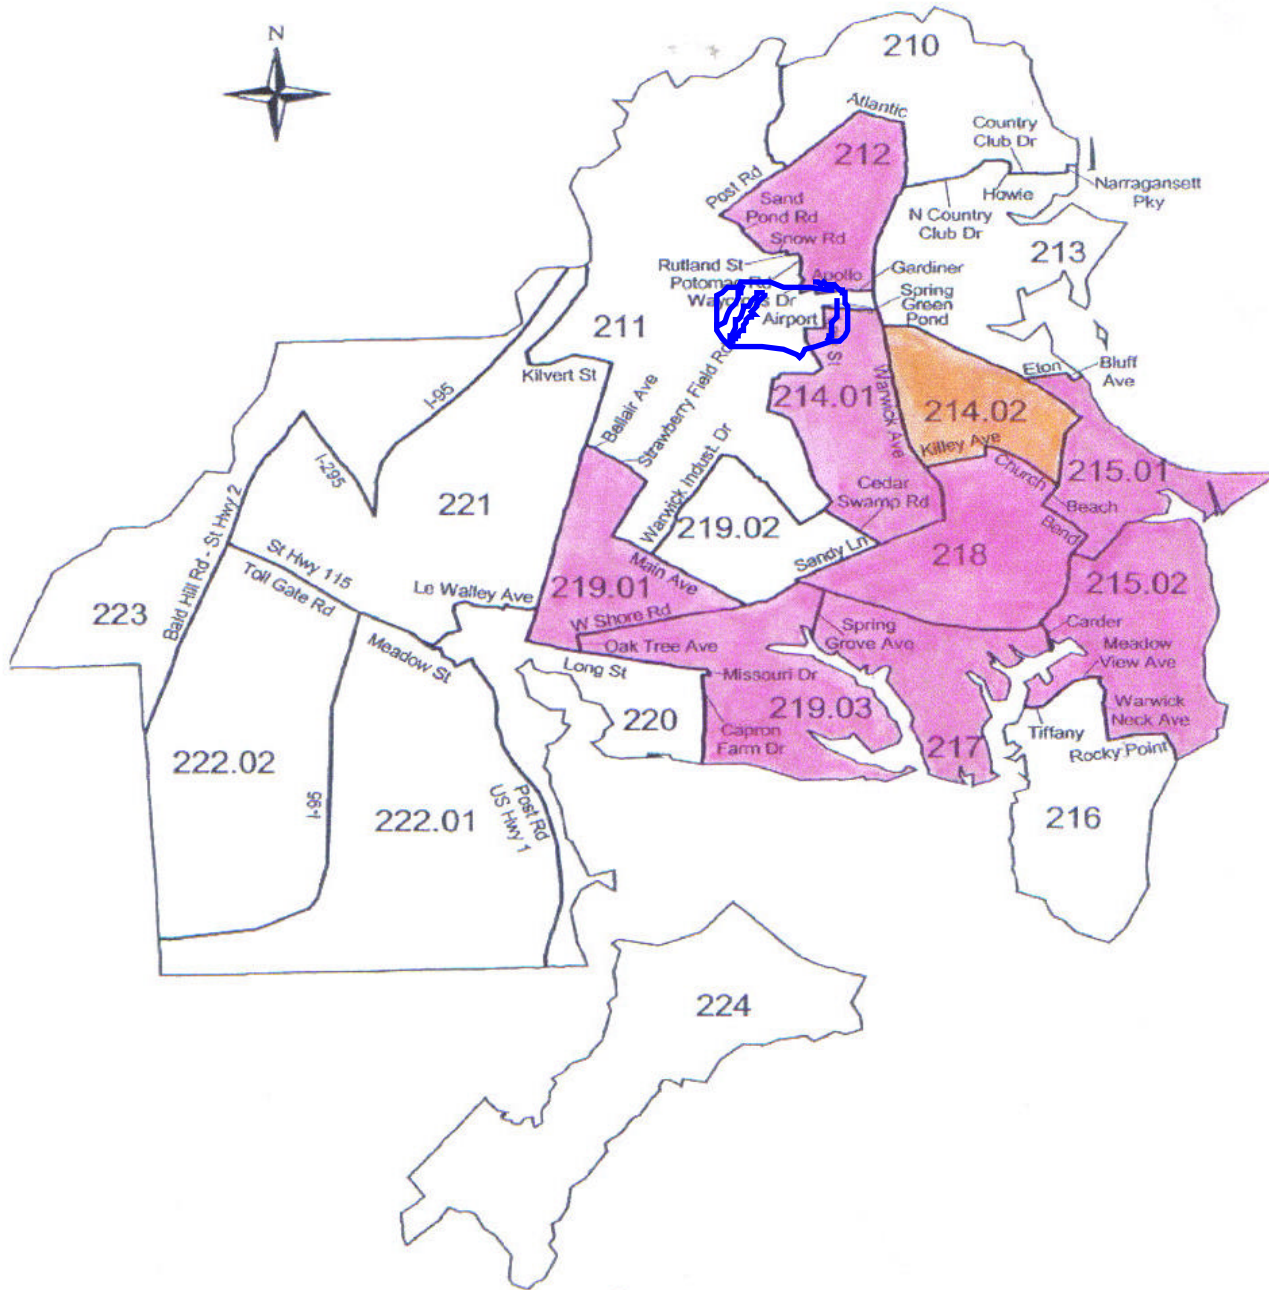 N
210
Atlantic
Country
Club Dr
212
Post Rd
Howie
Narragansett
Pky
Sand
Pond Rd
N Country
Club Dr
Snow Rd
213
Rutland St
Apollo
Gardiner
Potomac Rd
Spring
Green
Pond
Airport
211
St
Bluff
Ave
Eton
Kilvert St
I-95
Bellair Ave
Strawberry Field Rd
Warwick Ave
214.01
214.02
Killey Ave
Warwick Indust. Dr
I-295
Church
215.01
Cedar
Swamp Rd
Beach
221
219.02
Bend
Bald Hill Rd - St Hwy 2
St Hwy 115
Toll Gate Rd
Sandy Ln
218
Main Ave
215.02
219.01
Le Walley Ave
223
W Shore Rd
Spring
Grove Ave
Carder
Oak Tree Ave
Meadow
View Ave
Meadow St
Long St
Missouri Dr
219.03
Warwick
Neck Ave
220
Capron
Farm Dr
217
Tiffany
Rocky Point
222.02
I-95
222.01
Post Rd
US Hwy 1
216
224